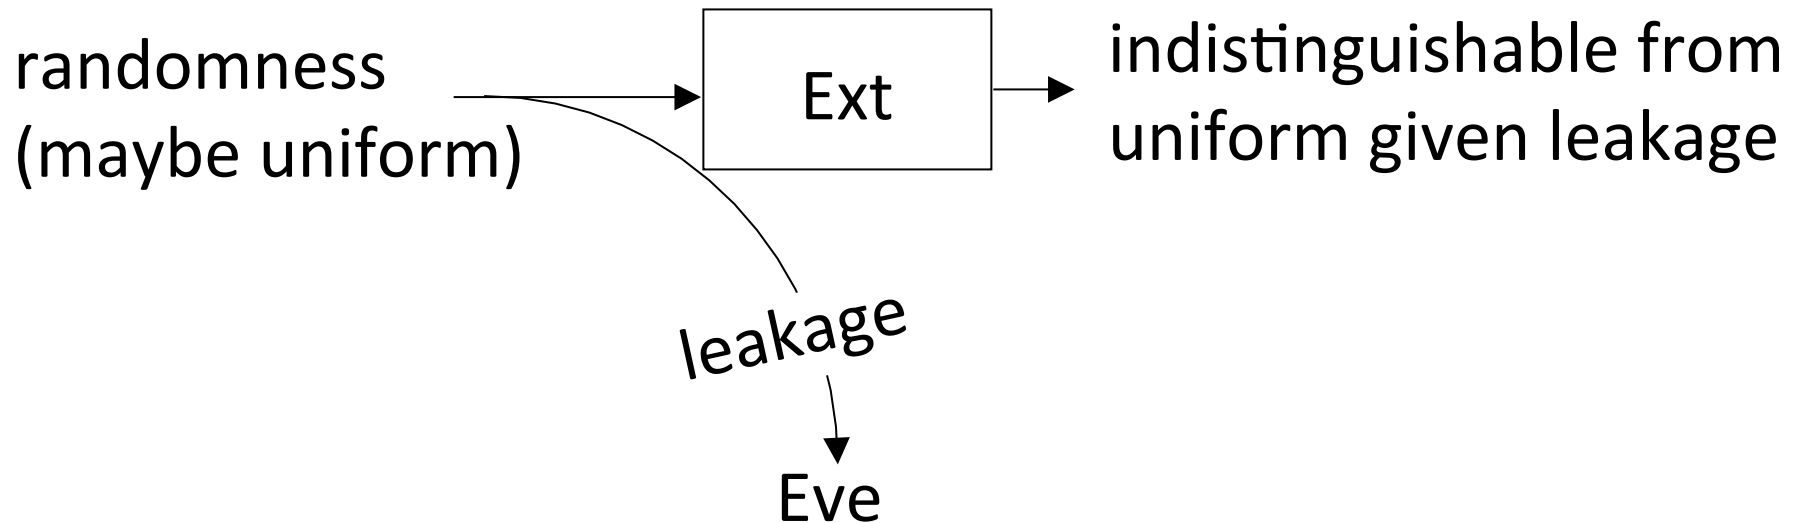 randomness
(maybe uniform)
Ext
indistinguishable from
uniform given leakage
leakage
Eve